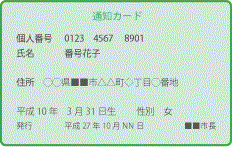 通知カード
個人番号 0123 4567 8901
氏名 番号花子
住所 ○○県■■市△△町◇丁目○番地
平成10年 3月31日生 性別 女
発行 平成27年10月NN日 ■■市長